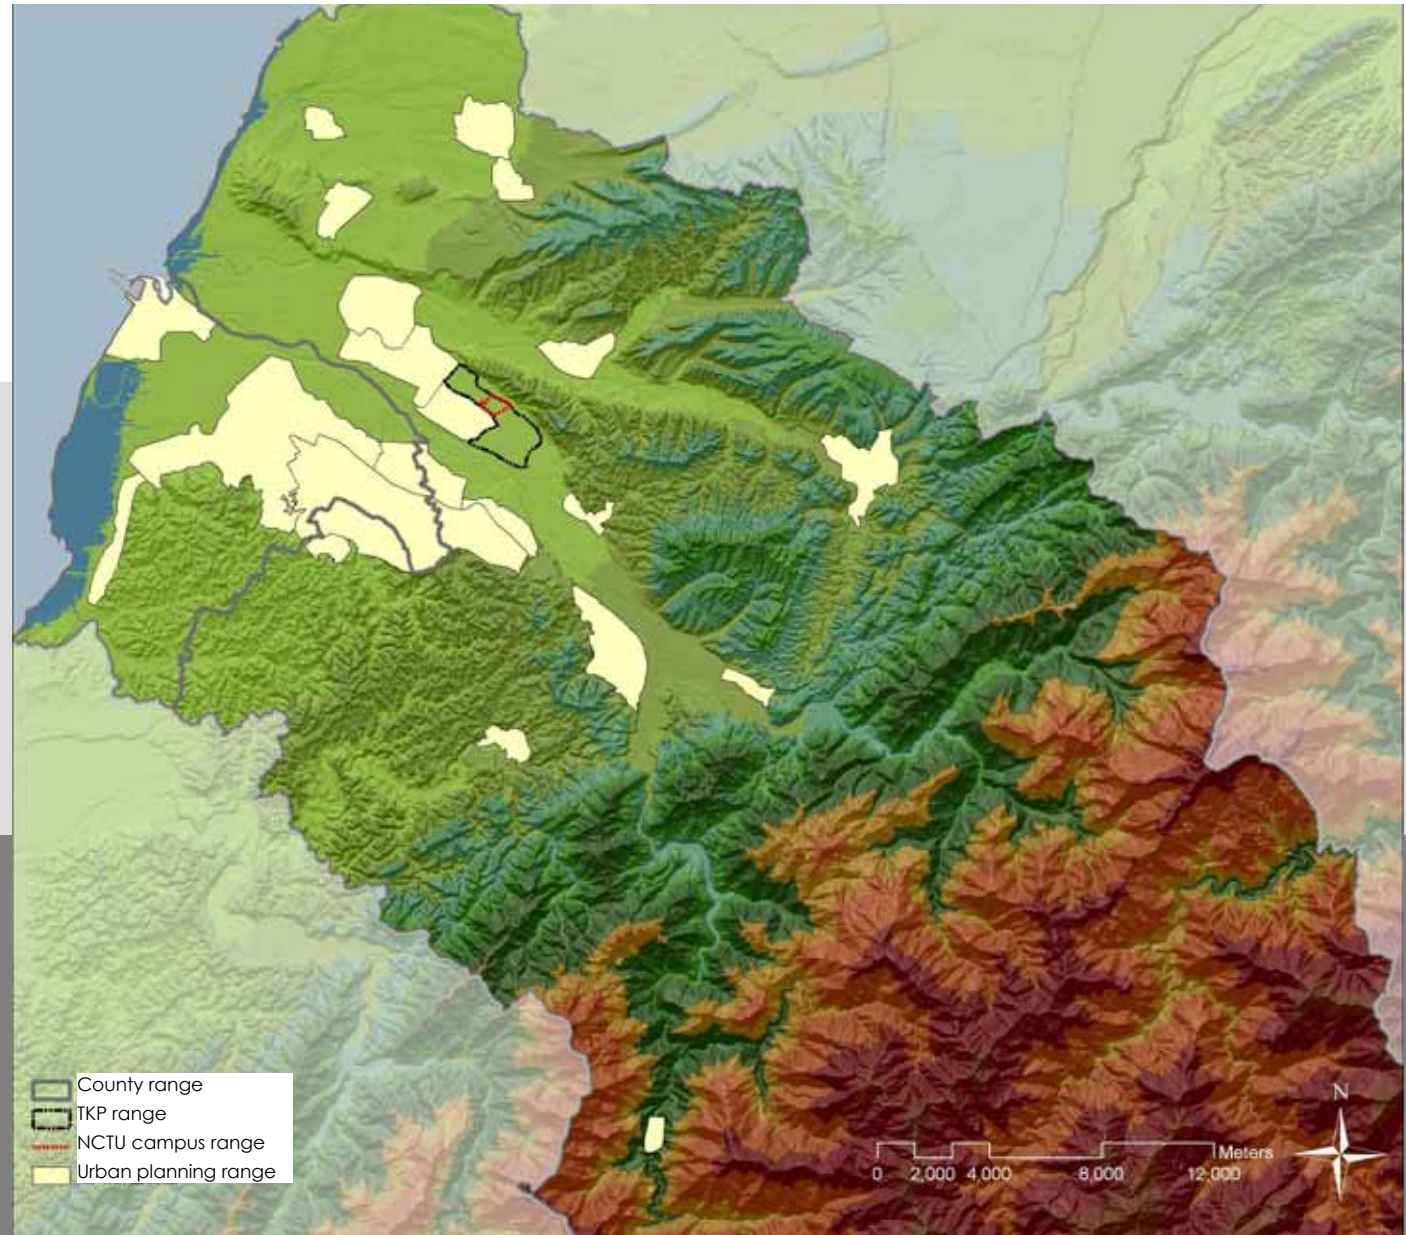 County range
TKP range
NCTU campus range
Urban planning range
N
Meters
0 2,000 4 000 8,000 12,000